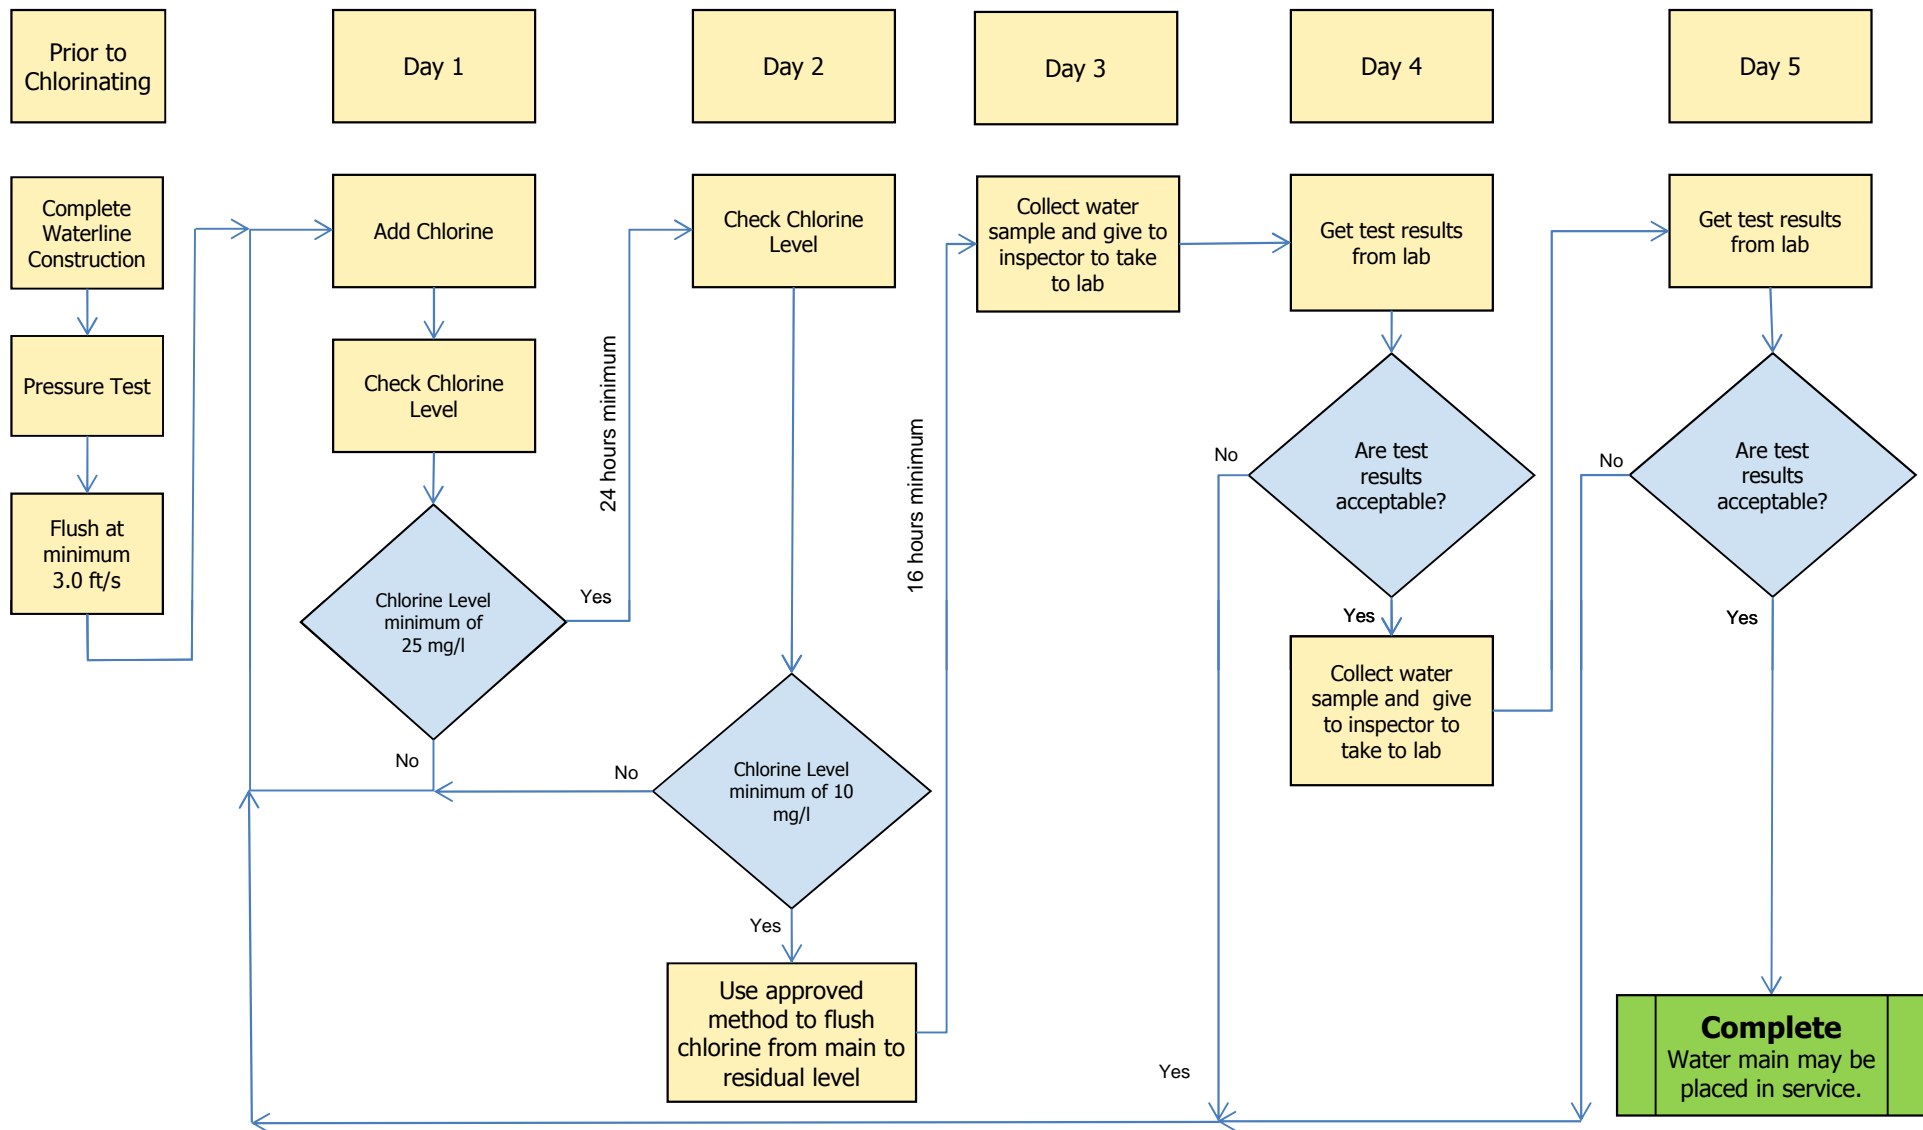 Prior to
Chlorinating
Day 1
Day 2
Day 3
Day 4
Day 5
Complete
Waterline
Construction
Pressure Test
Flush at
minimum
3.0 ft/s
Add Chlorine
Check Chlorine
Level
Chlorine Level
minimum of
25 mg/l
Yes
No
24 hours minimum
Check Chlorine
Level
Chlorine Level
minimum of 10
mg/l
No
Yes
Use approved
method to flush
chlorine from main to
residual level
16 hours minimum
Collect water
sample and give to
inspector to take
to lab
Get test results
from lab
Are test
results
acceptable?
No
Yes
Collect water
sample and give
to inspector to
take to lab
Yes
Get test results
from lab
Are test
results
acceptable?
No
Yes
Complete
Water main may be
placed in service.